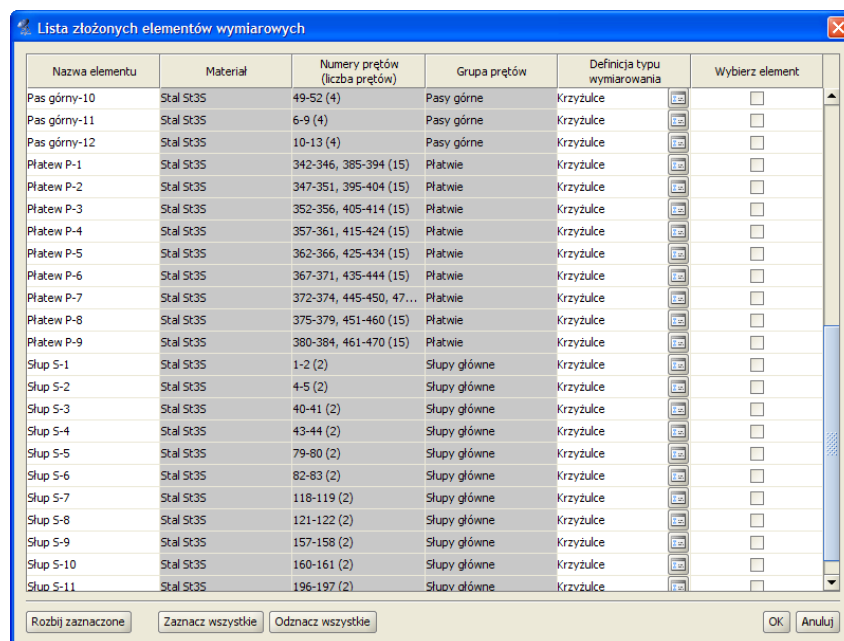 Lista złożonych elementów wymiarowych
Nazwa elementu Materiał Numery prętów (liczba prętów) Grupa prętów Definicja typu wymiarowania Wybierz element
Pas górny-10 Stal St3S 49-52 (4) Pasy górne Krzyżulce
Pas górny-11 Stal St3S 6-9 (4) Pasy górne Krzyżulce
Pas górny-12 Stal St3S 10-13 (4) Pasy górne Krzyżulce
Płatew P-1 Stal St3S 342-346, 385-394 (15) Płatwie Krzyżulce
Płatew P-2 Stal St3S 347-351, 395-404 (15) Płatwie Krzyżulce
Płatew P-3 Stal St3S 352-356, 405-414 (15) Płatwie Krzyżulce
Płatew P-4 Stal St3S 357-361, 415-424 (15) Płatwie Krzyżulce
Płatew P-5 Stal St3S 362-366, 425-434 (15) Płatwie Krzyżulce
Płatew P-6 Stal St3S 367-371, 435-444 (15) Płatwie Krzyżulce
Płatew P-7 Stal St3S 372-374, 445-450, 47... Płatwie Krzyżulce
Płatew P-8 Stal St3S 375-379, 451-460 (15) Płatwie Krzyżulce
Płatew P-9 Stal St3S 380-384, 461-470 (15) Płatwie Krzyżulce
Słup S-1 Stal St3S 1-2 (2) Słupy główne Krzyżulce
Słup S-2 Stal St3S 4-5 (2) Słupy główne Krzyżulce
Słup S-3 Stal St3S 40-41 (2) Słupy główne Krzyżulce
Słup S-4 Stal St3S 43-44 (2) Słupy główne Krzyżulce
Słup S-5 Stal St3S 79-80 (2) Słupy główne Krzyżulce
Słup S-6 Stal St3S 82-83 (2) Słupy główne Krzyżulce
Słup S-7 Stal St3S 118-119 (2) Słupy główne Krzyżulce
Słup S-8 Stal St3S 121-122 (2) Słupy główne Krzyżulce
Słup S-9 Stal St3S 157-158 (2) Słupy główne Krzyżulce
Słup S-10 Stal St3S 160-161 (2) Słupy główne Krzyżulce
Słup S-11 Stal St3S 196-197 (2) Słupy główne Krzyżulce
Rozbij zaznaczone Zaznacz wszystkie Odznacz wszystkie OK Anuluj